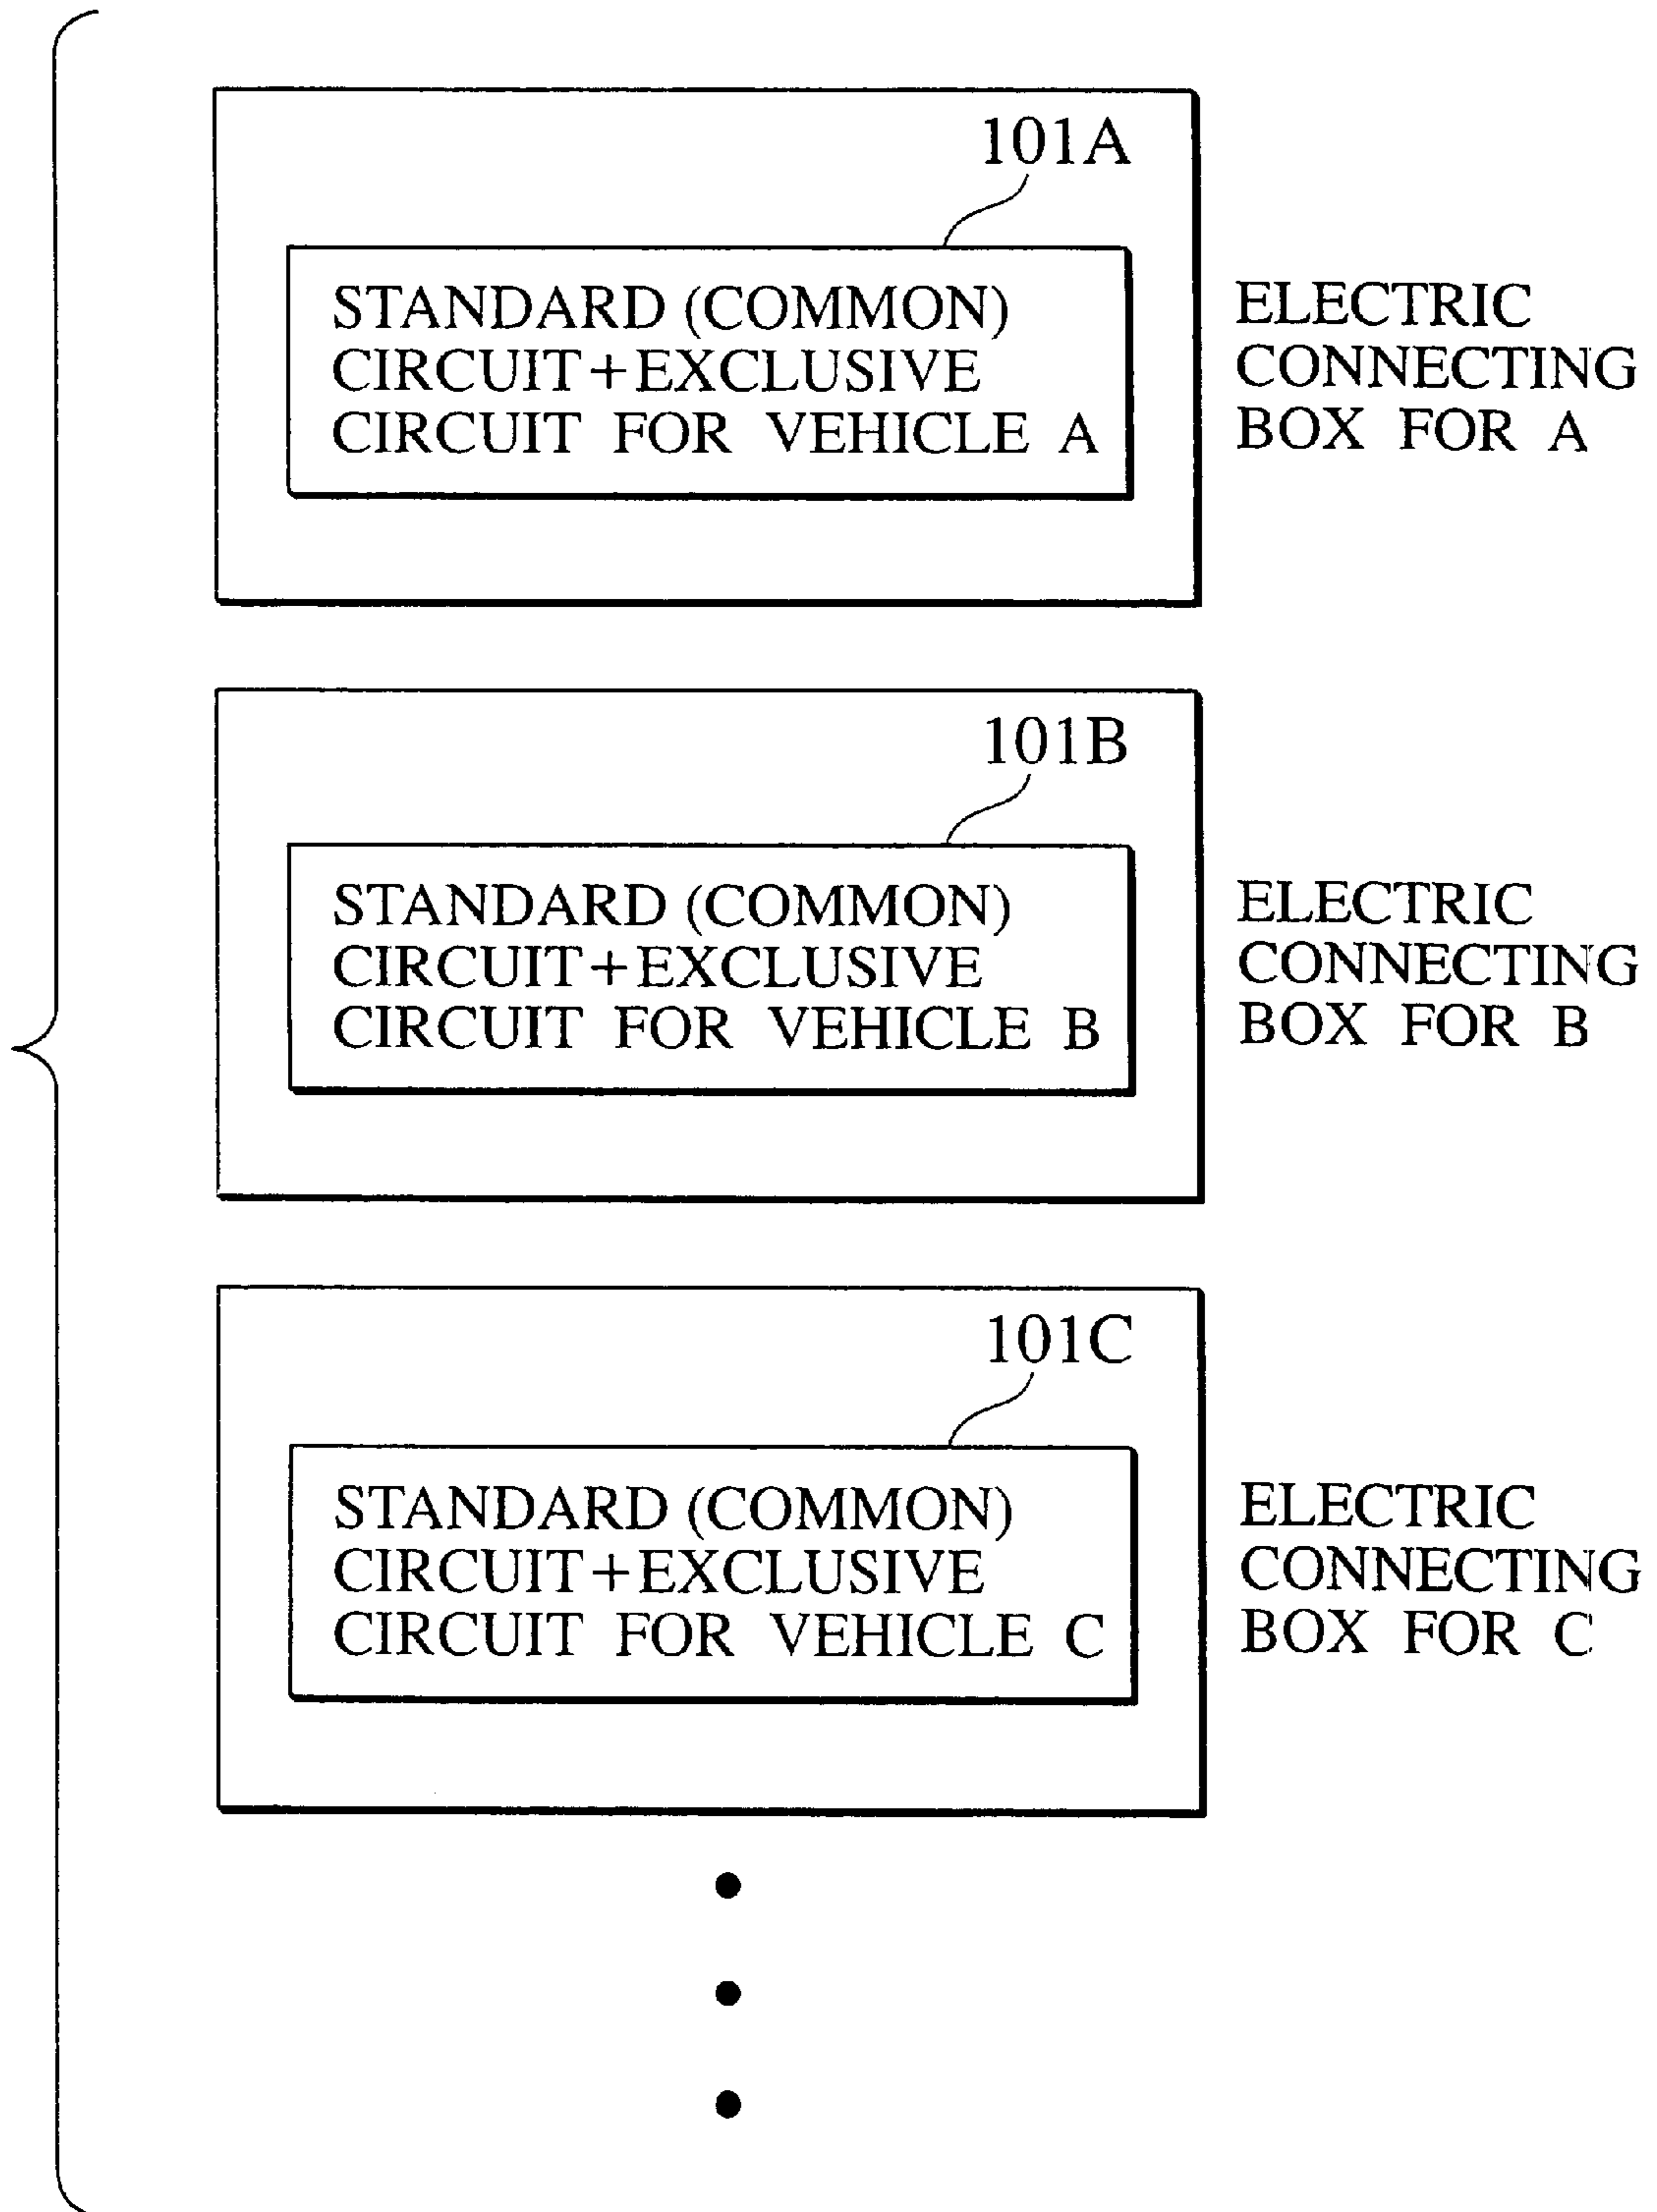 101A
STANDARD (COMMON)
CIRCUIT+EXCLUSIVE
CIRCUIT FOR VEHICLE A
ELECTRIC
CONNECTING
BOX FOR A
101B
STANDARD (COMMON)
CIRCUIT+EXCLUSIVE
CIRCUIT FOR VEHICLE B
ELECTRIC
CONNECTING
BOX FOR B
101C
STANDARD (COMMON)
CIRCUIT+EXCLUSIVE
CIRCUIT FOR VEHICLE C
ELECTRIC
CONNECTING
BOX FOR C